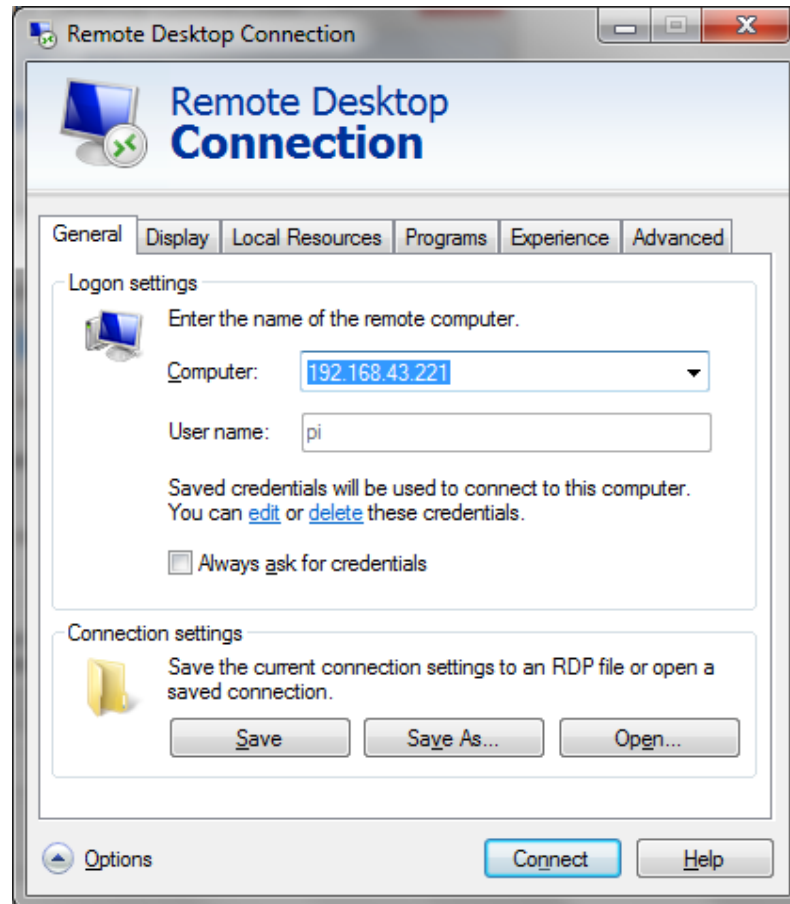 Remote Desktop Connection
Remote Desktop
Connection
General Display Local Resources Programs Experience Advanced
Logon settings
Enter the name of the remote computer.
Computer: 192.168.43.221
User name: pi
Saved credentials will be used to connect to this computer.
You can edit or delete these credentials.
Always ask for credentials
Connection settings
Save the current connection settings to an RDP file or open a
saved connection.
Save Save As... Open...
Options Connect Help